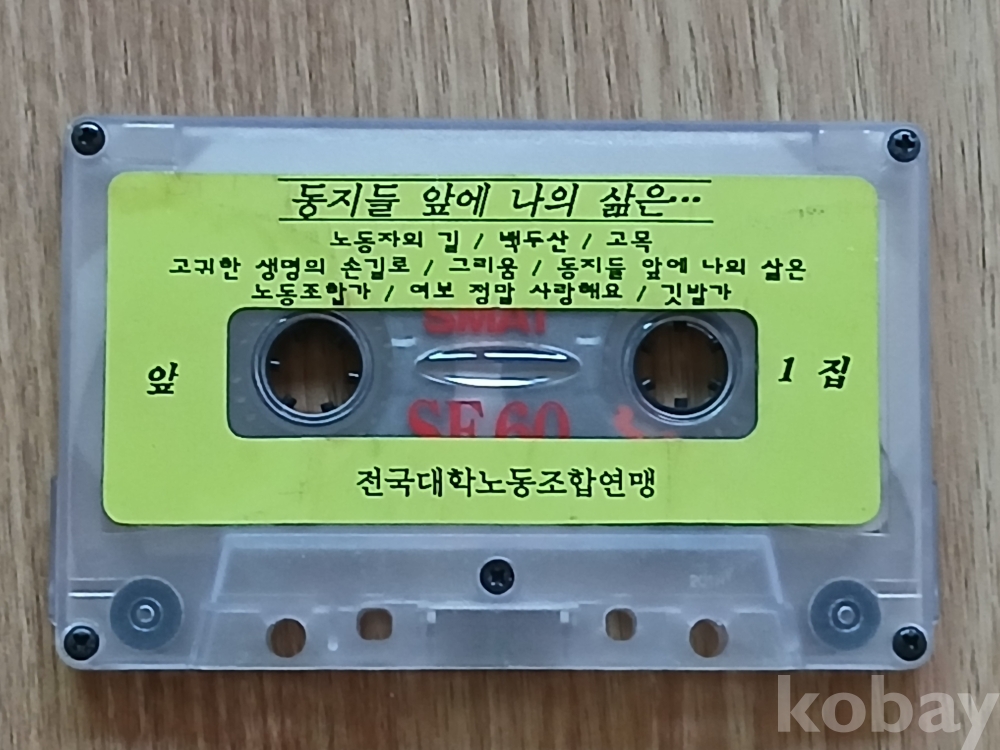 동지들 앞에 나의 삶은…
노동자의 길 / 백두산 / 고목
고귀한 생명의 손길로 / 그리움 / 동지들 앞에 나의 삶은
노동조합가 / 여보 정말 사랑해요 / 깃발가
SMAT
앞
1 집
SF 60
전국대학노동조합연맹
kobay